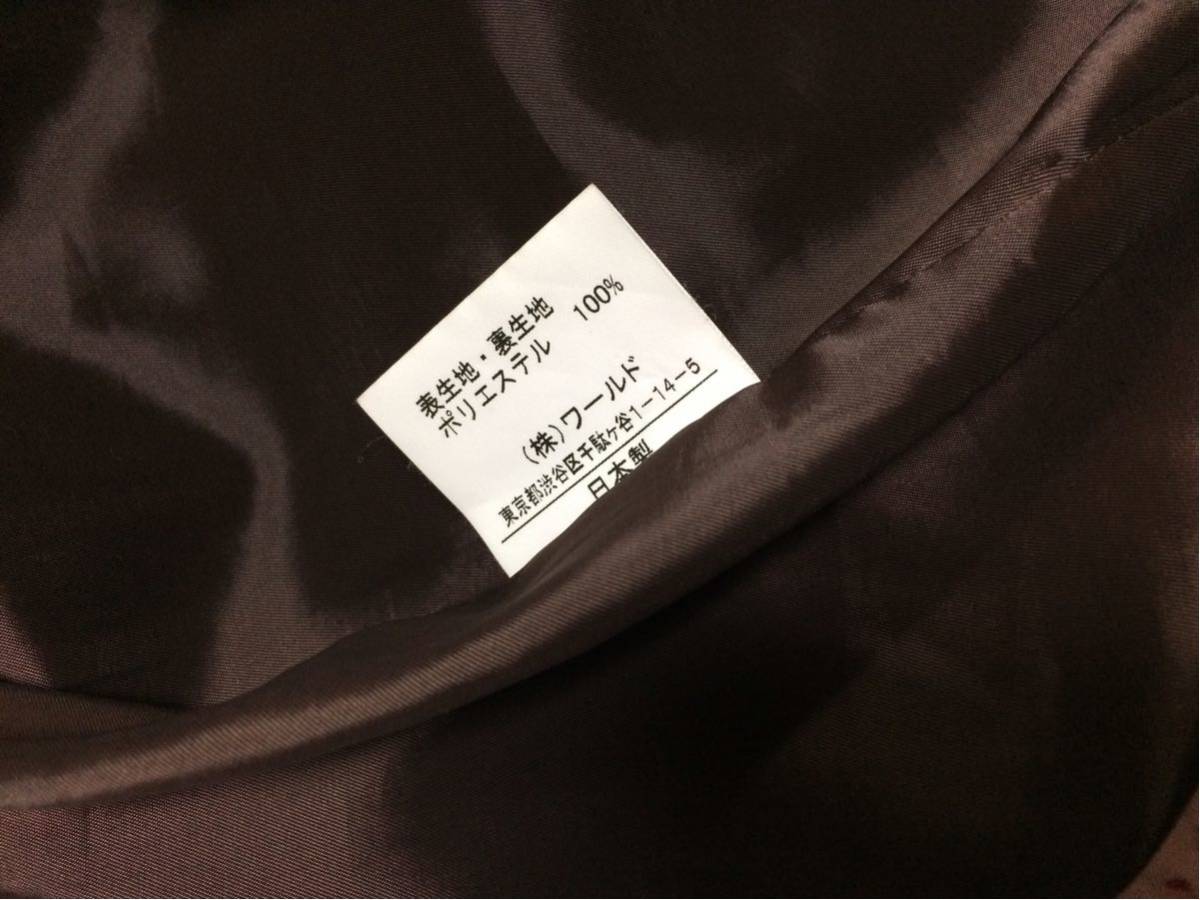 表生地・裏生地
ポリエステル 100%
(株)ワールド
東京都渋谷区千駄ケ谷1-14-5
日本製